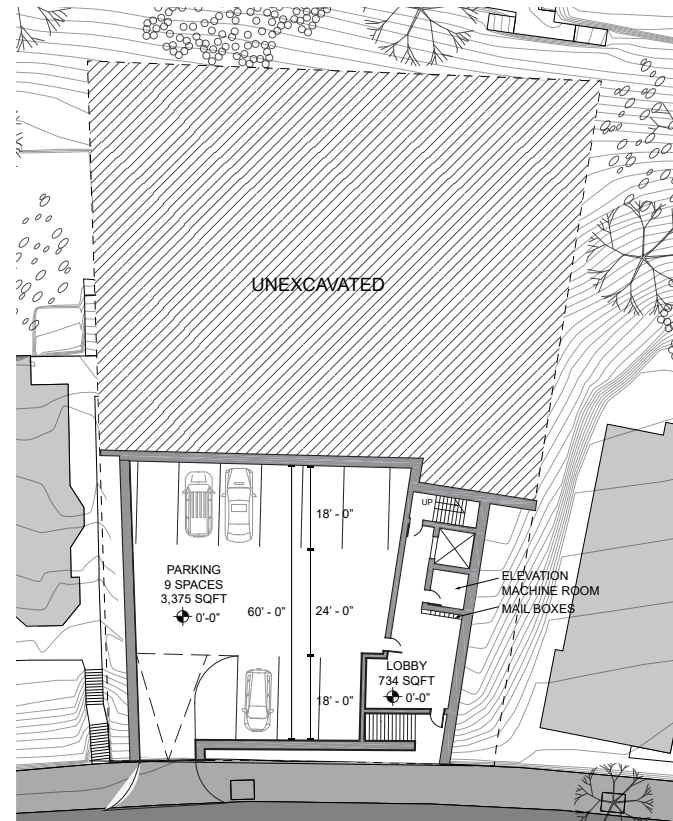 UNEXCAVATED
UP
18' - 0"
PARKING
9 SPACES
3,375 SQFT
0'-0"
60' - 0"
24' - 0"
ELEVATION
MACHINE ROOM
MAIL BOXES
LOBBY
734 SQFT
0'-0"
18' - 0"